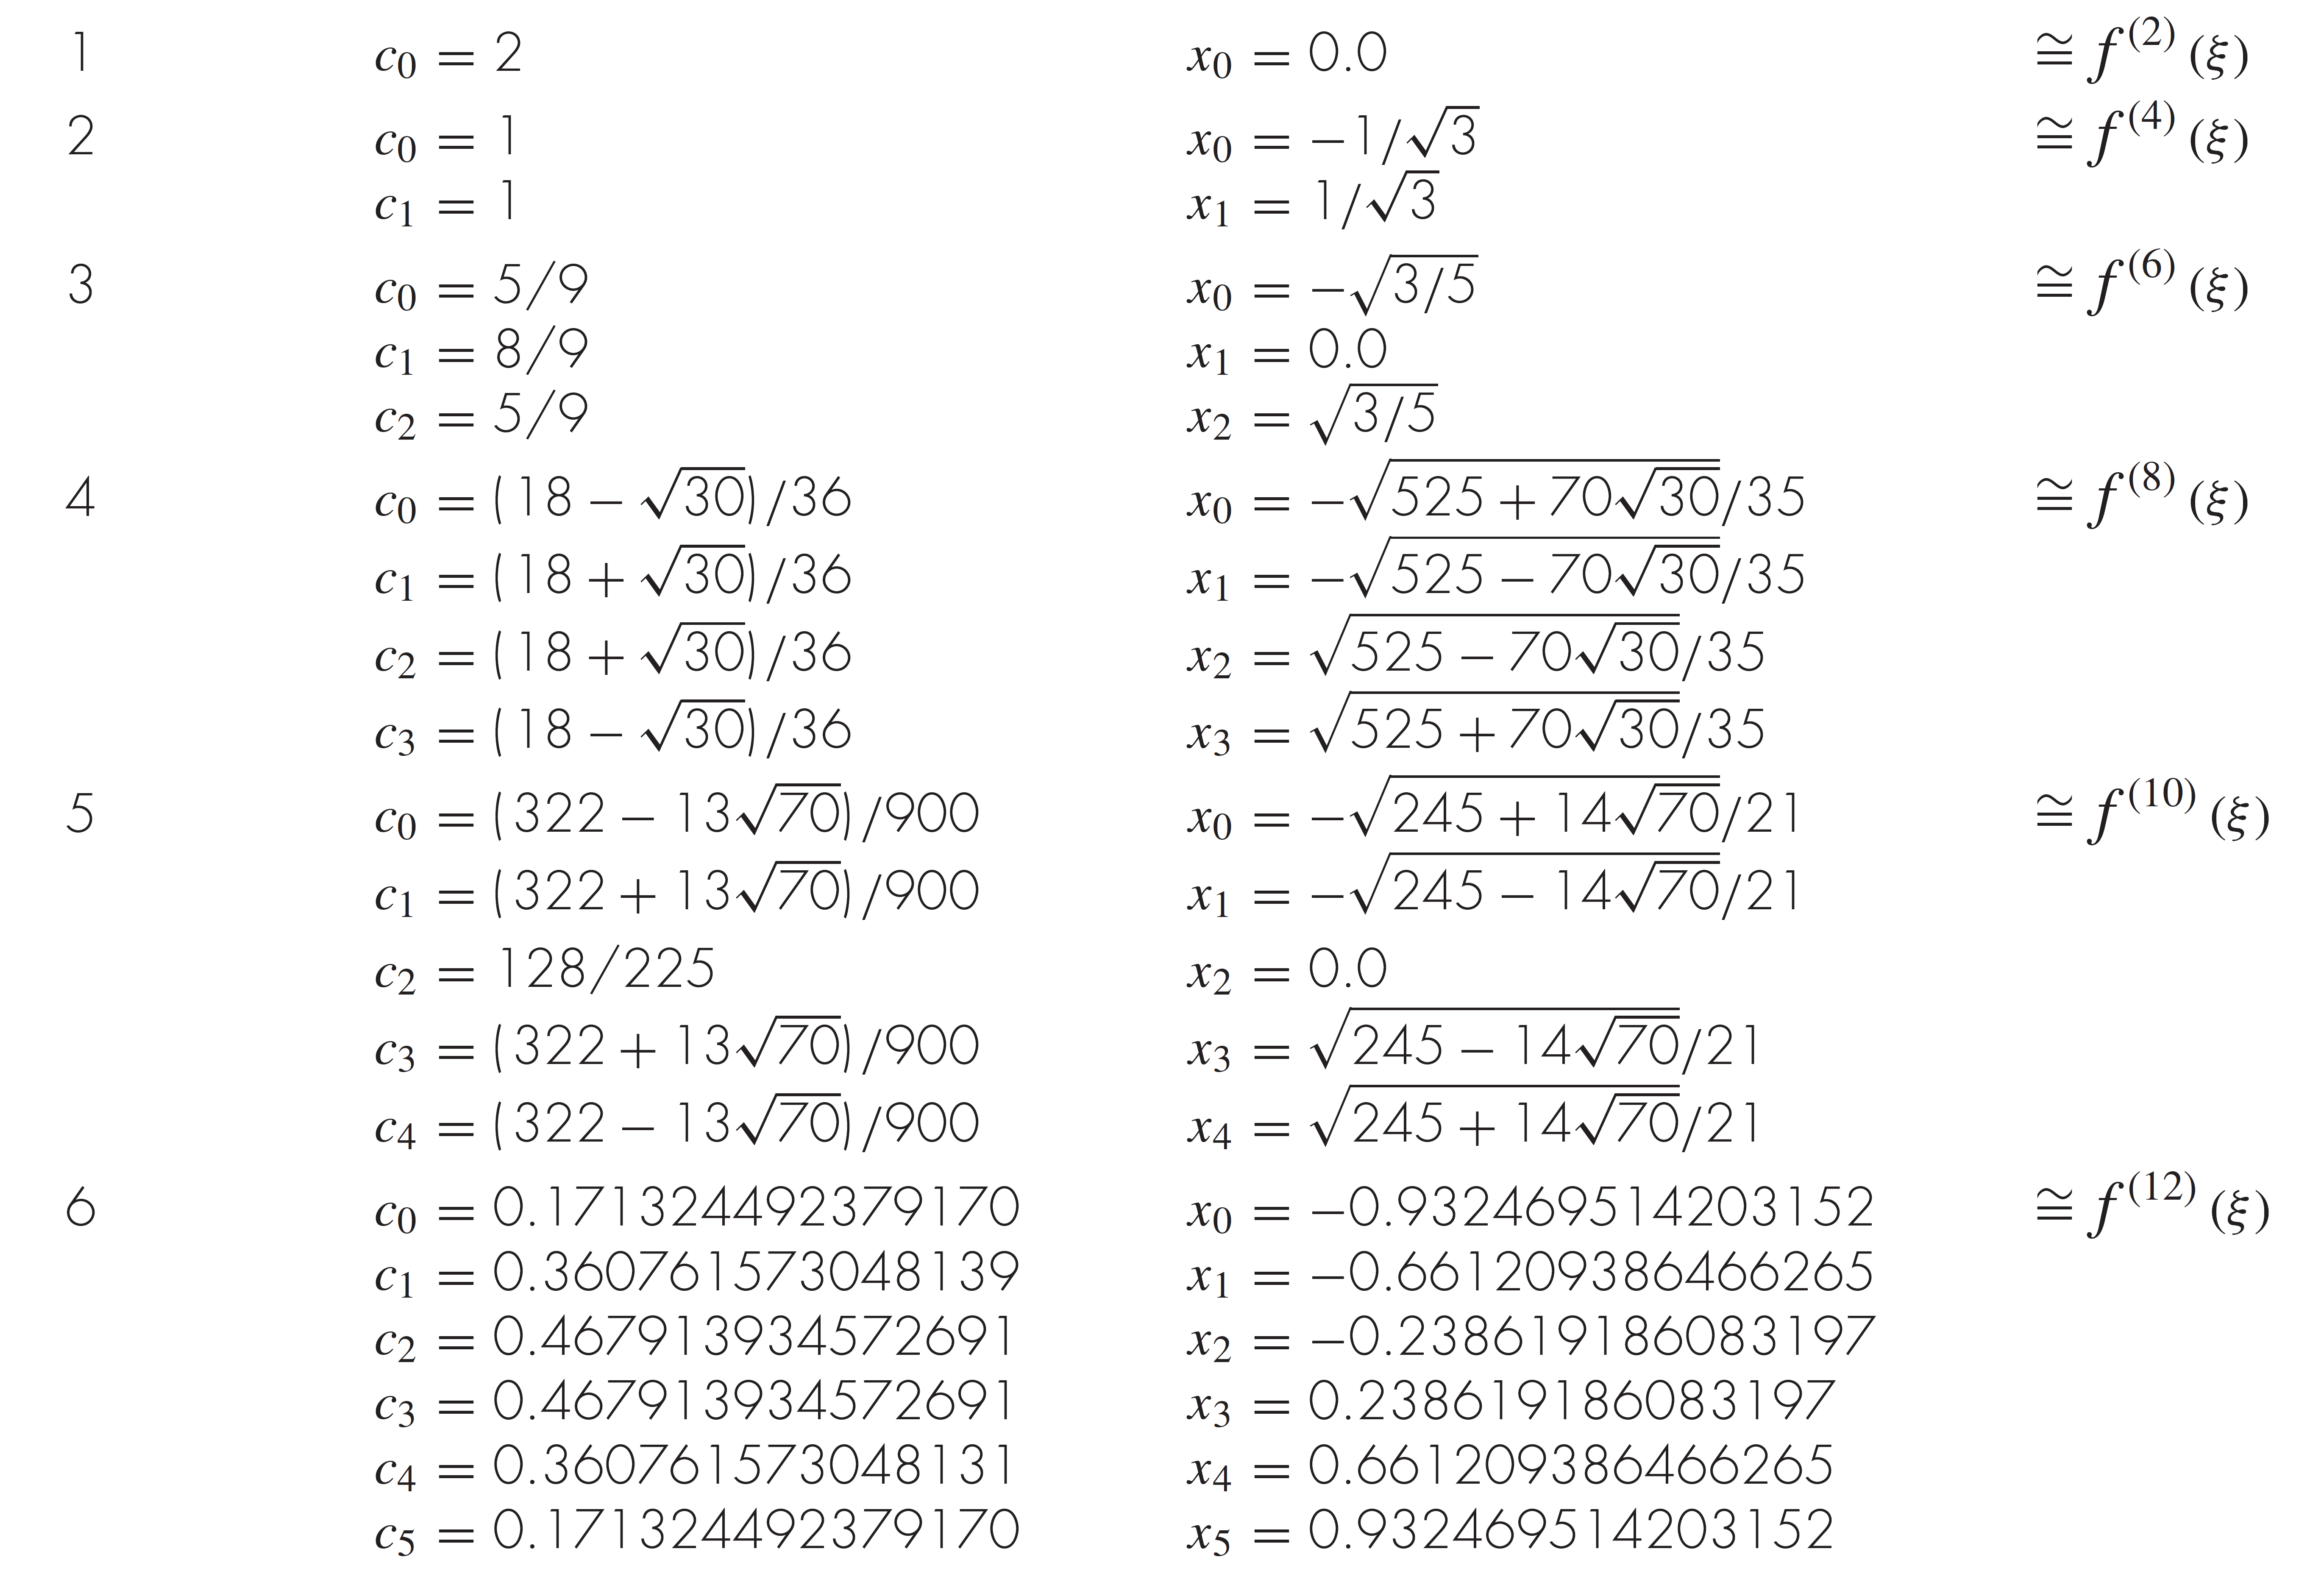 1 c₀ = 2 x₀ = 0.0 ≅ f⁽²⁾(ξ)
2 c₀ = 1 x₀ = −1/√3 ≅ f⁽⁴⁾(ξ)
c₁ = 1 x₁ = 1/√3
3 c₀ = 5/9 x₀ = −√(3/5) ≅ f⁽⁶⁾(ξ)
c₁ = 8/9 x₁ = 0.0
c₂ = 5/9 x₂ = √(3/5)
4 c₀ = (18 − √30)/36 x₀ = −√(525 + 70√30)/35 ≅ f⁽⁸⁾(ξ)
c₁ = (18 + √30)/36 x₁ = −√(525 − 70√30)/35
c₂ = (18 + √30)/36 x₂ = √(525 − 70√30)/35
c₃ = (18 − √30)/36 x₃ = √(525 + 70√30)/35
5 c₀ = (322 − 13√70)/900 x₀ = −√(245 + 14√70)/21 ≅ f⁽¹⁰⁾(ξ)
c₁ = (322 + 13√70)/900 x₁ = −√(245 − 14√70)/21
c₂ = 128/225 x₂ = 0.0
c₃ = (322 + 13√70)/900 x₃ = √(245 − 14√70)/21
c₄ = (322 − 13√70)/900 x₄ = √(245 + 14√70)/21
6 c₀ = 0.171324492379170 x₀ = −0.932469514203152 ≅ f⁽¹²⁾(ξ)
c₁ = 0.360761573048139 x₁ = −0.661209386466265
c₂ = 0.467913934572691 x₂ = −0.238619186083197
c₃ = 0.467913934572691 x₃ = 0.238619186083197
c₄ = 0.360761573048131 x₄ = 0.661209386466265
c₅ = 0.171324492379170 x₅ = 0.932469514203152